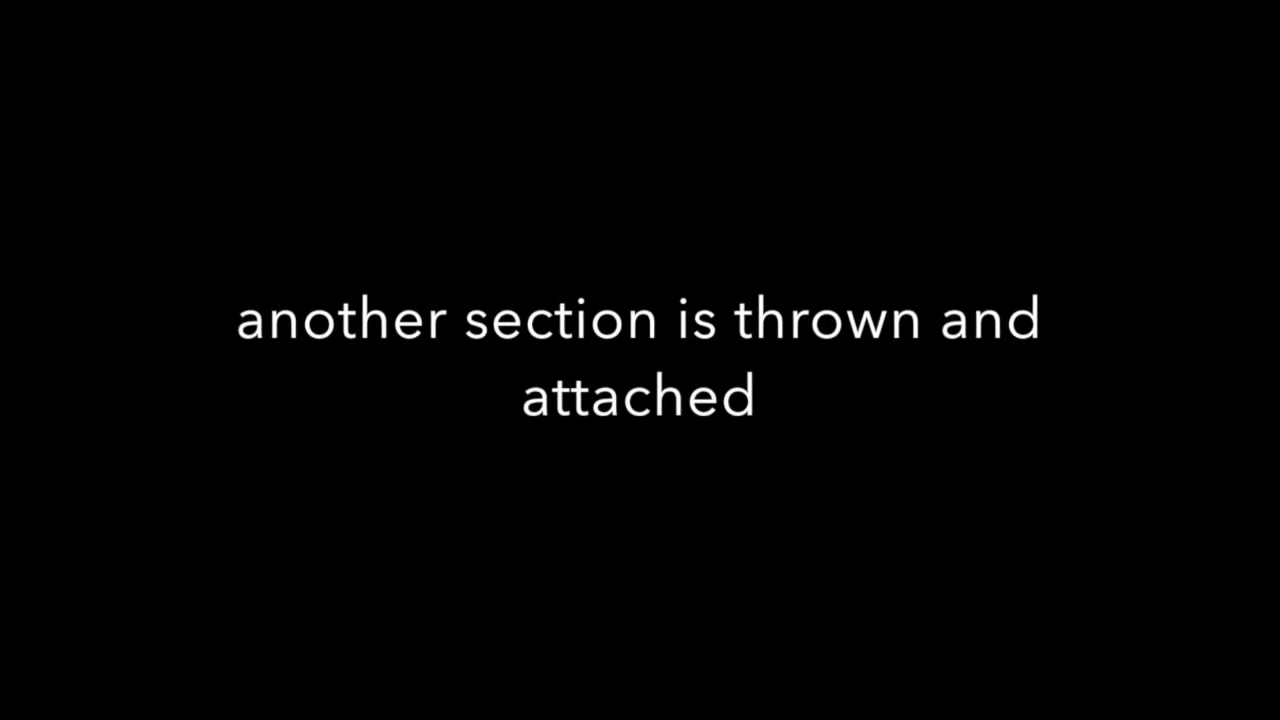 another section is thrown and
attached